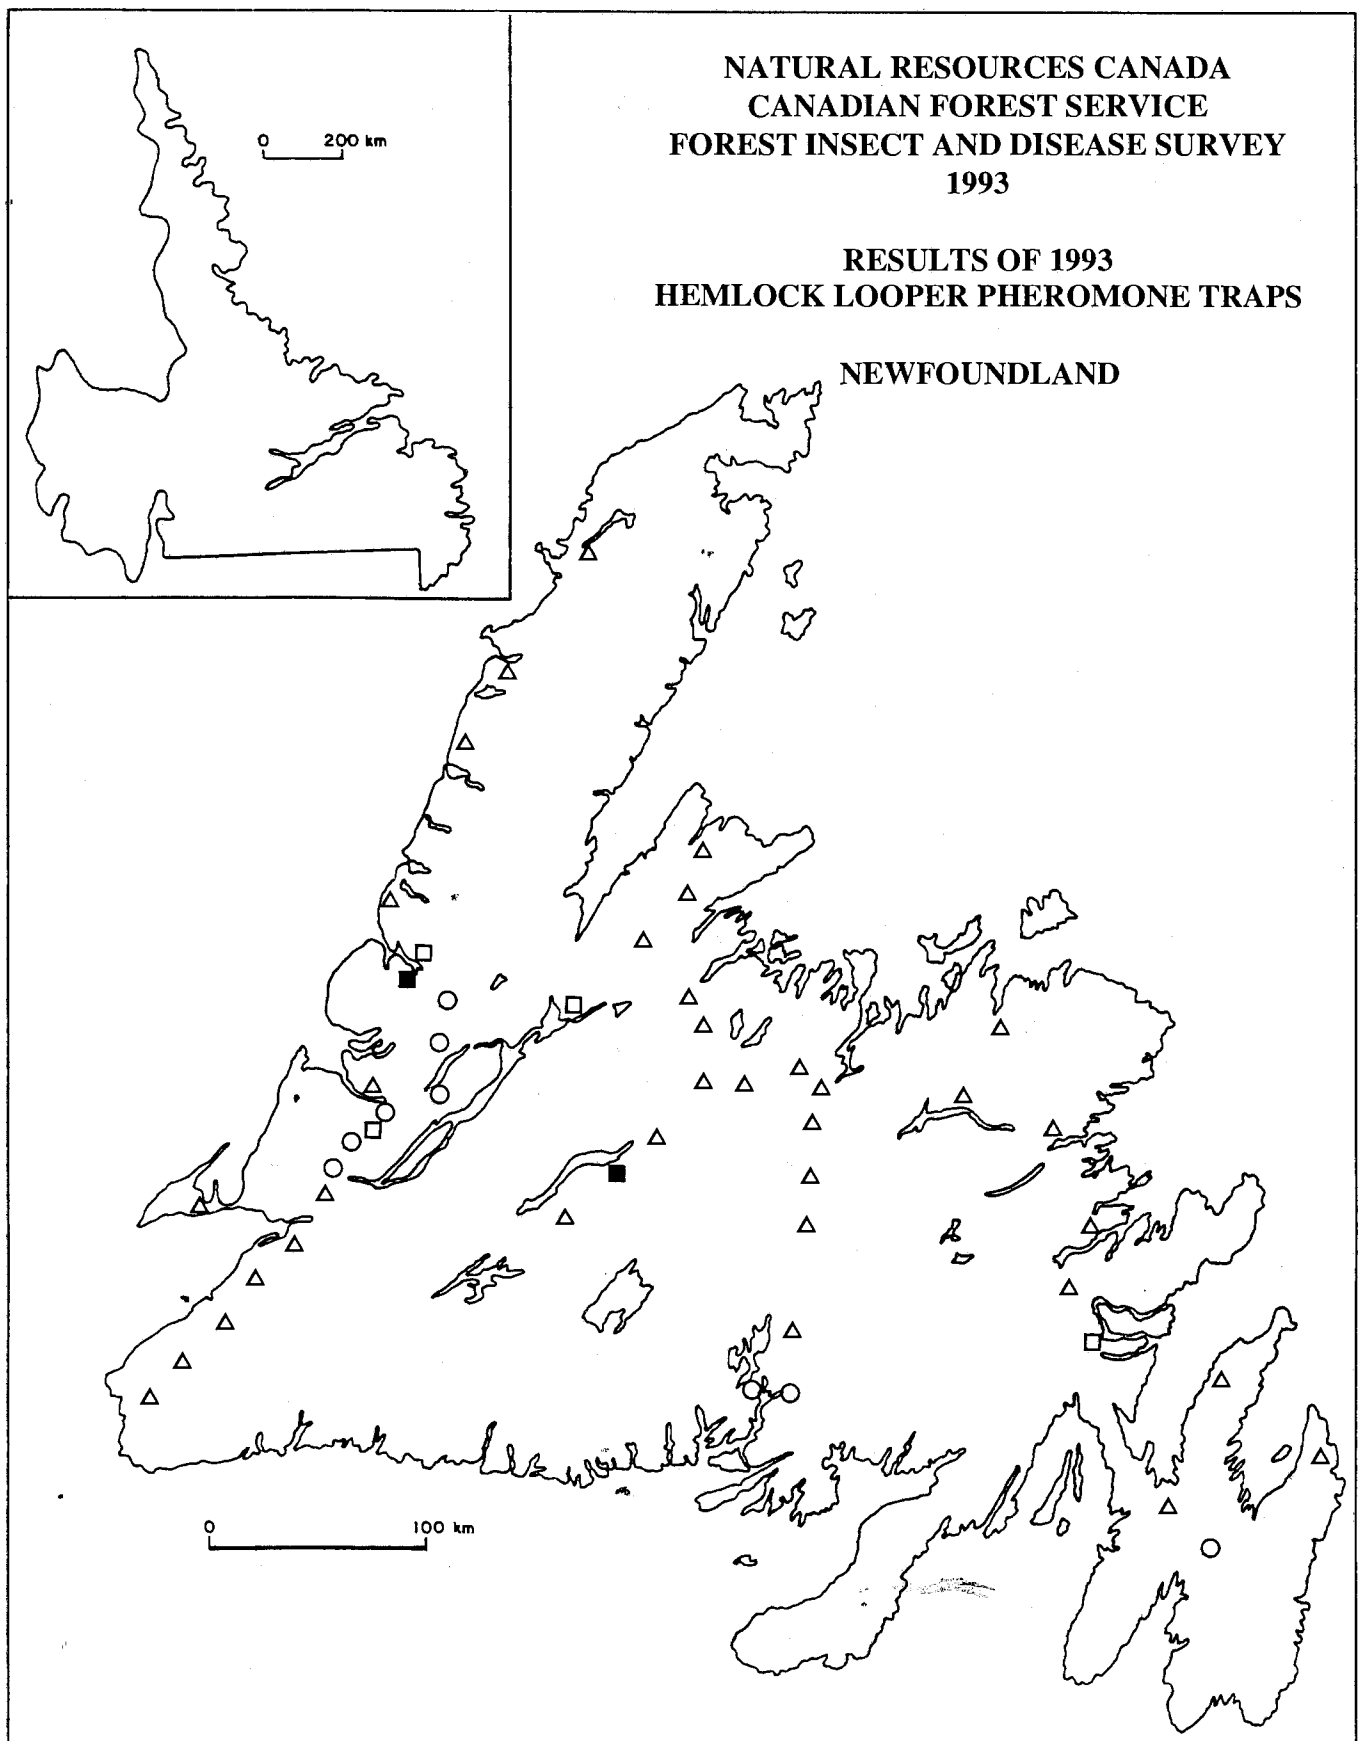 NATURAL RESOURCES CANADA
CANADIAN FOREST SERVICE
FOREST INSECT AND DISEASE SURVEY
1993
RESULTS OF 1993
HEMLOCK LOOPER PHEROMONE TRAPS
NEWFOUNDLAND
0 200 km
0 100 km